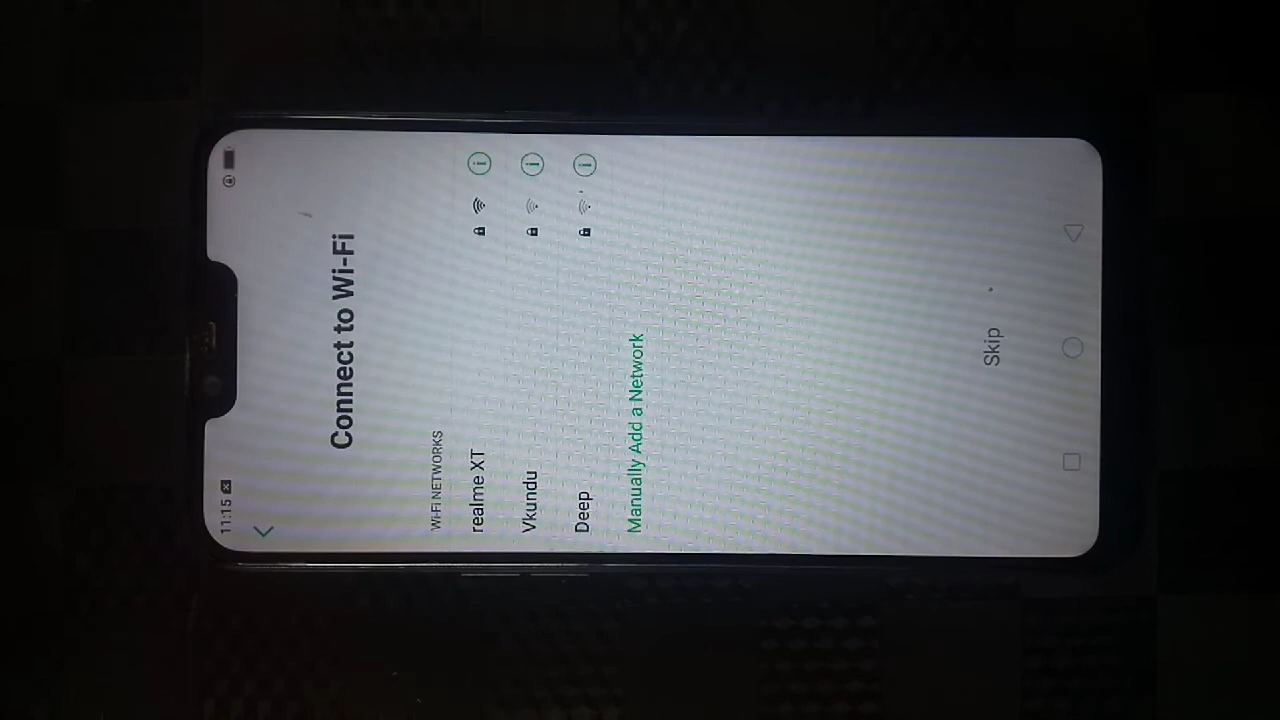 11:15
Connect to Wi-Fi
Wi-Fi NETWORKS
realme XT
Vkundu
Deep
Manually Add a Network
Skip